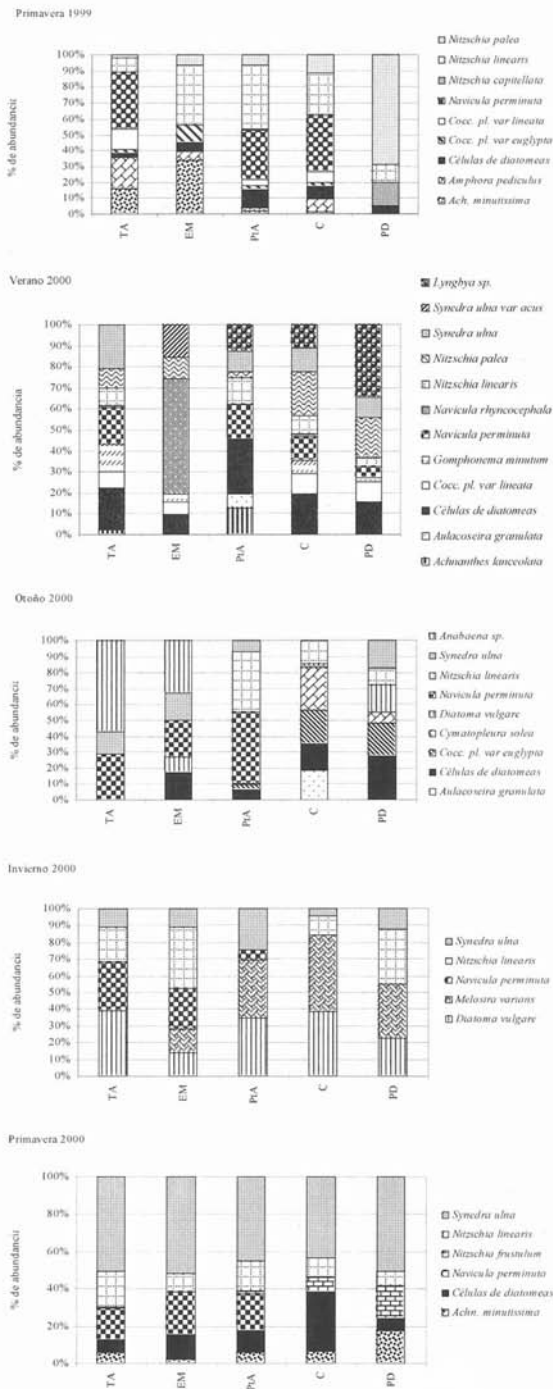 Primavera 1999
% de abundancia
100%
90%
80%
70%
60%
50%
40%
30%
20%
10%
0%
TA
EM
PtA
C
PD
Nitzschia palea
Nitzschia linearis
Nitzschia capitellata
Navicula perminuta
Cocc. pl. var lineata
Cocc. pl. var euglypta
Células de diatomeas
Amphora pediculus
Ach. minutissima
Verano 2000
% de abundancia
100%
90%
80%
70%
60%
50%
40%
30%
20%
10%
0%
TA
EM
PtA
C
PD
Lyngbya sp.
Synedra ulna var acus
Synedra ulna
Nitzschia palea
Nitzschia linearis
Navicula rhyncocephala
Navicula perminuta
Gomphonema minutum
Cocc. pl. var lineata
Células de diatomeas
Aulacoseira granulata
Achnanthes lanceolata
Otoño 2000
% de abundancia
100%
90%
80%
70%
60%
50%
40%
30%
20%
10%
0%
TA
EM
PtA
C
PD
Anabaena sp.
Synedra ulna
Nitzschia linearis
Navicula perminuta
Diatoma vulgare
Cymatopleura solea
Cocc. pl. var euglypta
Células de diatomeas
Aulacoseira granulata
Invierno 2000
% de abundancia
100%
90%
80%
70%
60%
50%
40%
30%
20%
10%
0%
TA
EM
PtA
C
PD
Synedra ulna
Nitzschia linearis
Navicula perminuta
Melosira varians
Diatoma vulgare
Primavera 2000
% de abundancia
100%
80%
60%
40%
20%
0%
TA
EM
PtA
C
PD
Synedra ulna
Nitzschia linearis
Nitzschia frustulum
Navicula perminuta
Células de diatomeas
Achn. minutissima